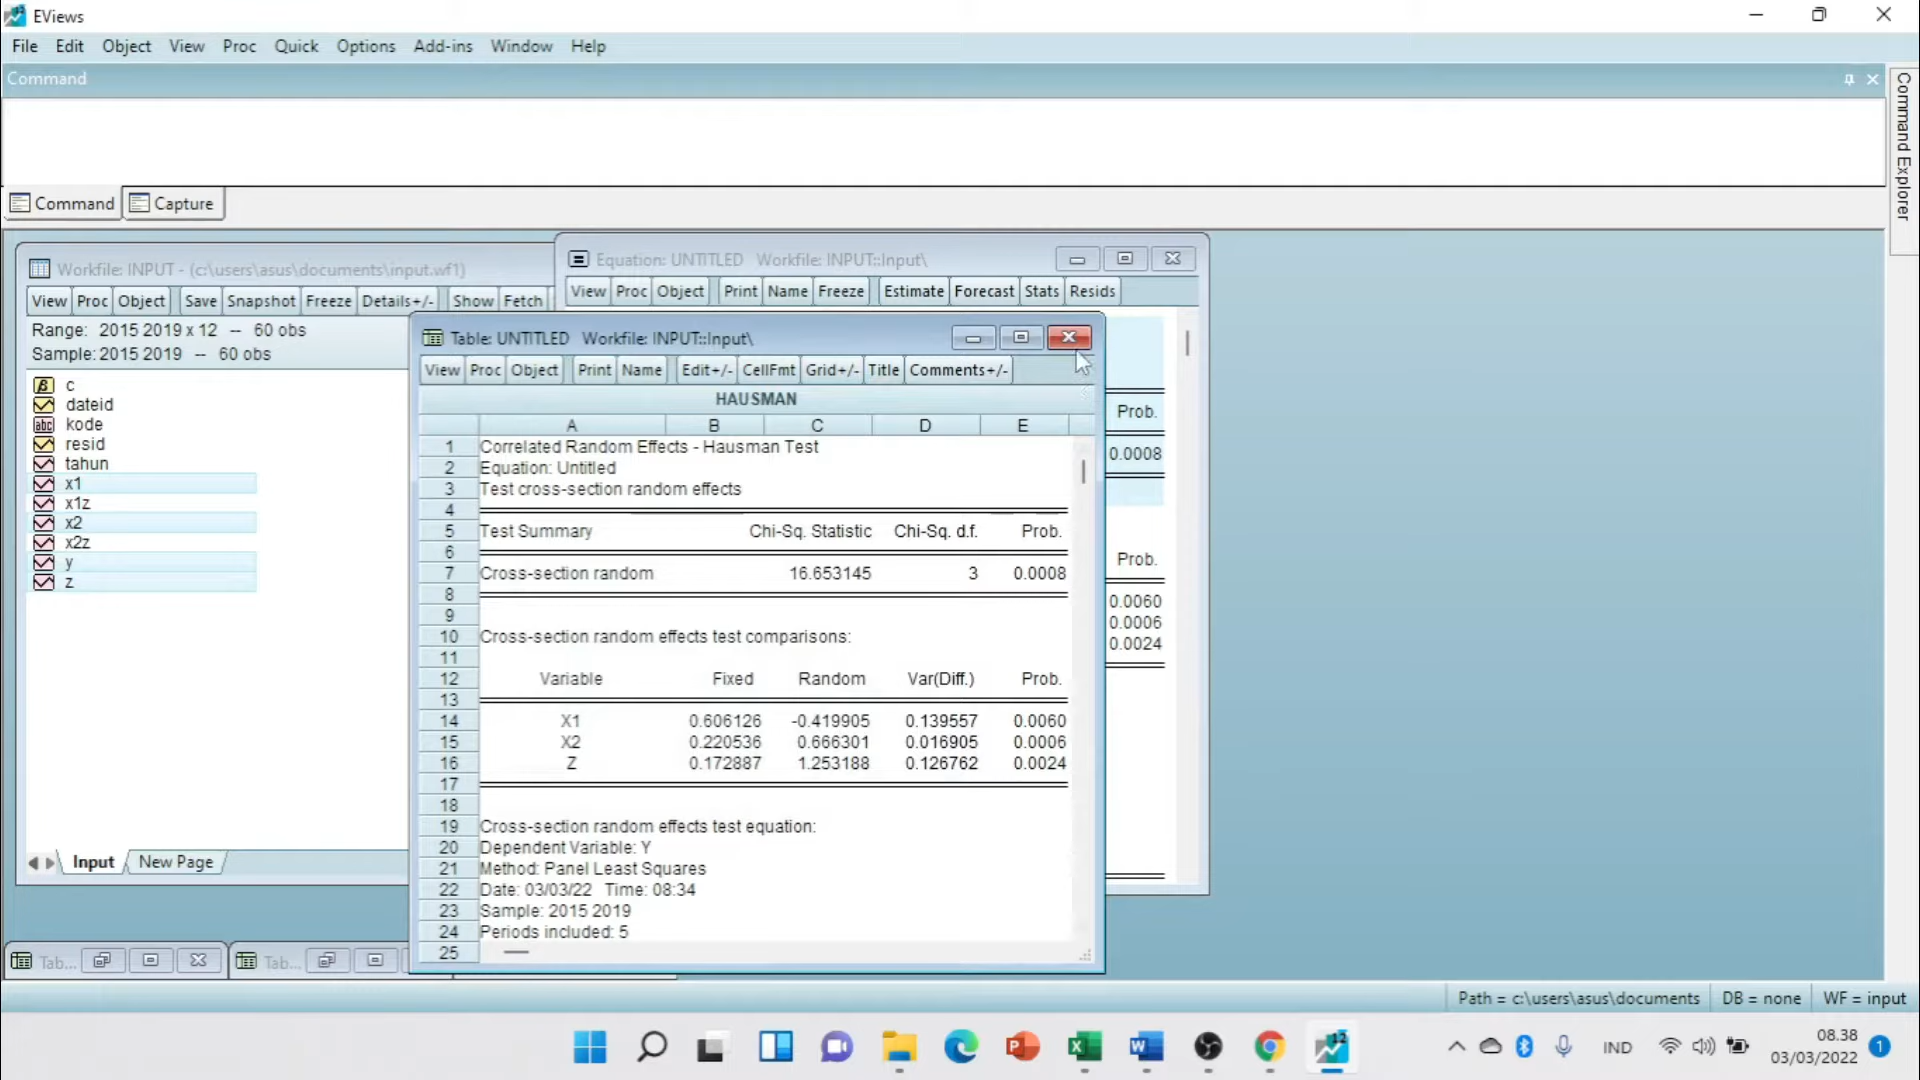 EViews
File Edit Object View Proc Quick Options Add-ins Window Help
Command
Command Explorer
Command Capture
Workfile: INPUT - (c:\users\asus\documents\input.wf1)
View Proc Object Save Snapshot Freeze Details+/- Show Fetch
Range: 2015 2019 x 12 -- 60 obs
Sample: 2015 2019 -- 60 obs
c
dateid
kode
resid
tahun
x1
x1z
x2
x2z
y
z
Input New Page
Equation: UNTITLED Workfile: INPUT::Input\
View Proc Object Print Name Freeze Estimate Forecast Stats Resids
Prob.
0.0008
Prob.
0.0060
0.0006
0.0024
Table: UNTITLED Workfile: INPUT::Input\
View Proc Object Print Name Edit+/- CellFmt Grid+/- Title Comments+/-
HAUSMAN
A B C D E
1 Correlated Random Effects - Hausman Test
2 Equation: Untitled
3 Test cross-section random effects
4
5 Test Summary Chi-Sq. Statistic Chi-Sq. d.f. Prob.
6
7 Cross-section random 16.653145 3 0.0008
8
9
10 Cross-section random effects test comparisons:
11
12 Variable Fixed Random Var(Diff.) Prob.
13
14 X1 0.606126 -0.419905 0.139557 0.0060
15 X2 0.220536 0.666301 0.016905 0.0006
16 Z 0.172887 1.253188 0.126762 0.0024
17
18
19 Cross-section random effects test equation:
20 Dependent Variable: Y
21 Method: Panel Least Squares
22 Date: 03/03/22 Time: 08:34
23 Sample: 2015 2019
24 Periods included: 5
25
Tab... Tab...
Path = c:\users\asus\documents DB = none WF = input
IND
08.38
03/03/2022
1